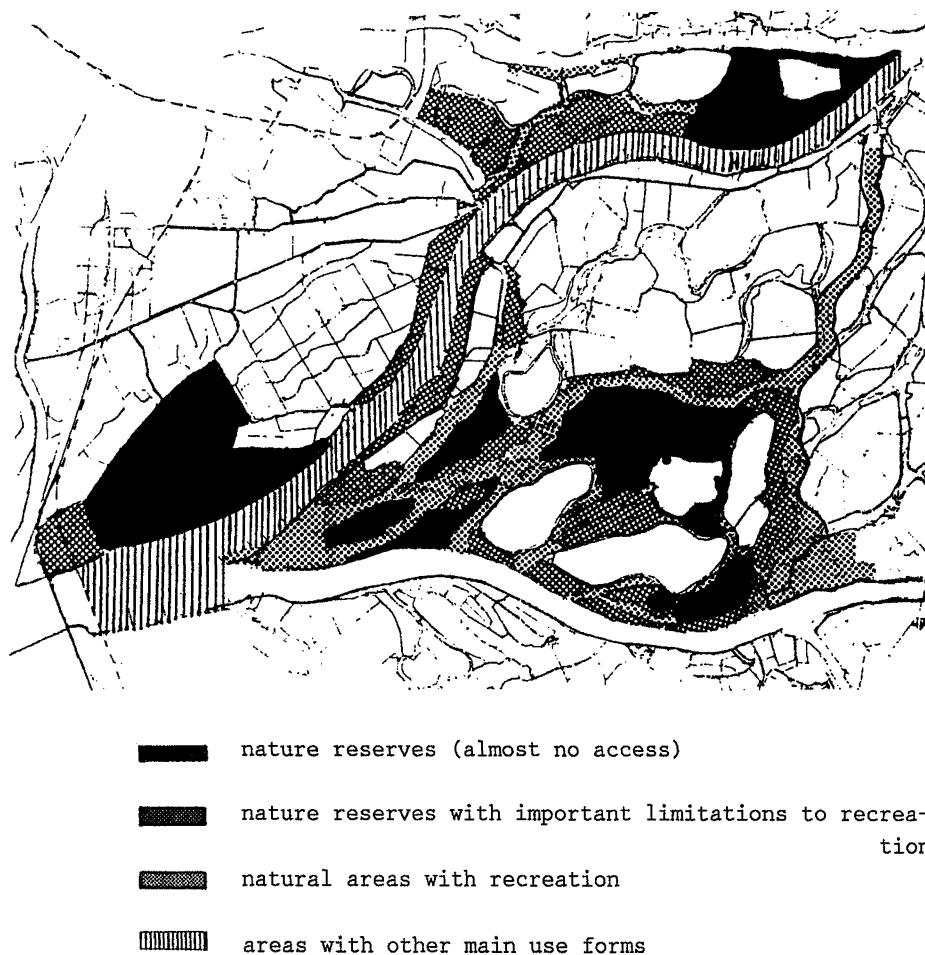 nature reserves (almost no access)
nature reserves with important limitations to recrea-
tion
natural areas with recreation
areas with other main use forms